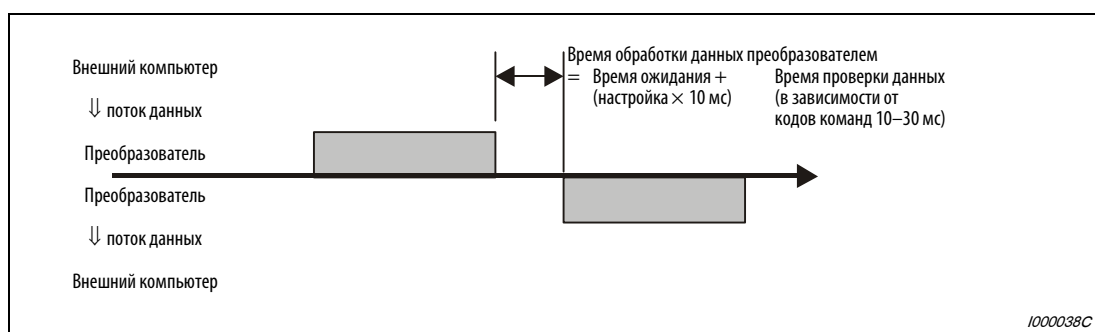 Внешний компьютер
⇓ поток данных
Преобразователь
Преобразователь
⇓ поток данных
Внешний компьютер
Время обработки данных преобразователем
= Время ожидания + Время проверки данных
(настройка × 10 мс) (в зависимости от
кодов команд 10–30 мс)
I000038C